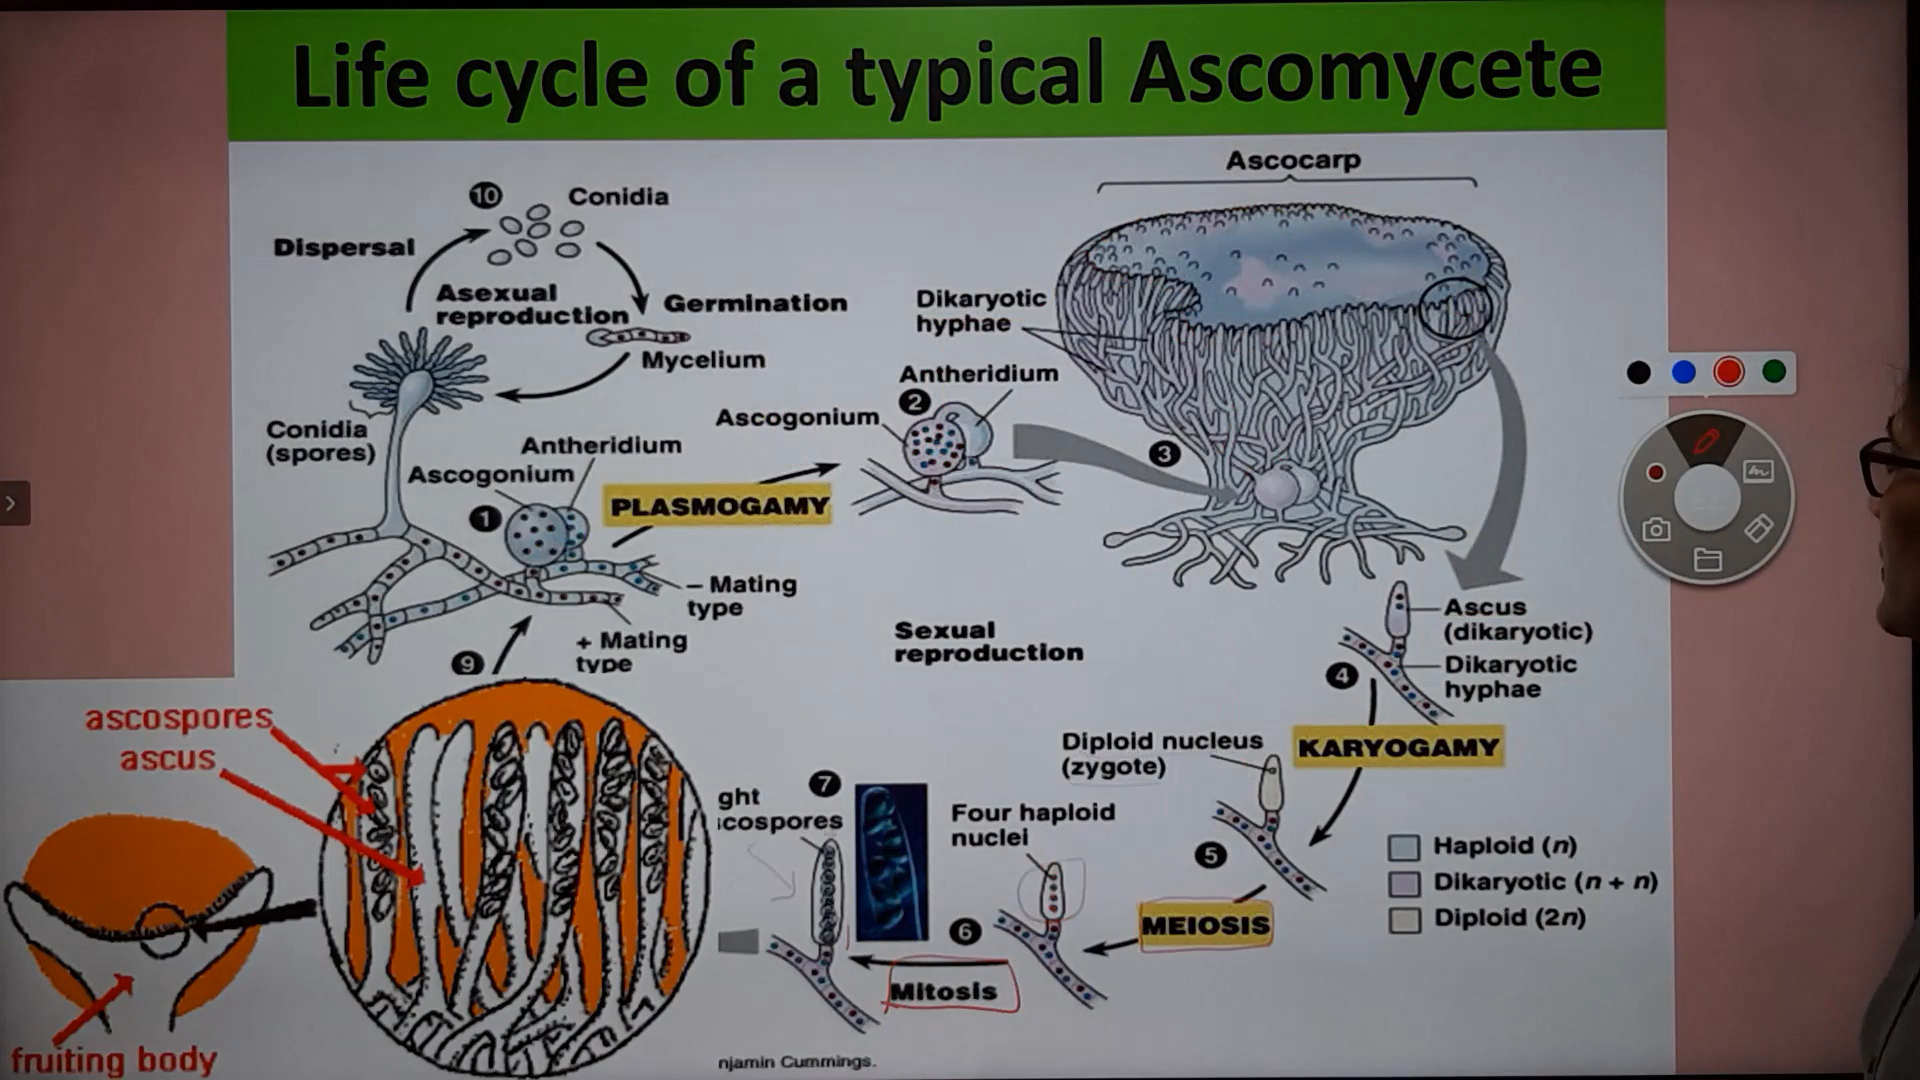 Life cycle of a typical Ascomycete
Ascocarp
10
Conidia
Dispersal
Asexual
reproduction
Germination
Mycelium
Dikaryotic
hyphae
Antheridium
2
Ascogonium
3
Conidia
(spores)
Antheridium
Ascogonium
1
PLASMOGAMY
– Mating
type
+ Mating
type
9
Sexual
reproduction
Ascus
(dikaryotic)
Dikaryotic
hyphae
4
KARYOGAMY
Diploid nucleus
(zygote)
5
MEIOSIS
Four haploid
nuclei
6
Mitosis
7
ght
scospores
Haploid (n)
Dikaryotic (n + n)
Diploid (2n)
ascospores
ascus
fruiting body
njamin Cummings.